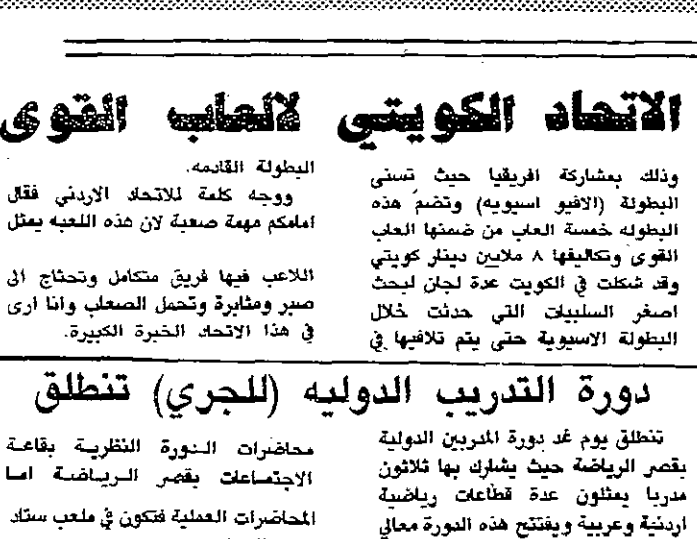 الاتحاد الكويتي لالعاب القوى
وذلك بمشاركة افريقيا حيث تسنى
البطولة (الافيو اسيويه) وتضم هذه
البطوله خمسة العاب من ضمنها العاب
القوى وتكاليفها ٨ ملايين دينار كويتي
وقد شكلت في الكويت عدة لجان لبحث
اصغر السلبيات التي حدثت خلال
البطولة الاسيوية حتى يتم تلافيها في
البطولة القادمه.
ووجه كلمة للاتحاد الاردني فقال
امامكم مهمة صعبة لان هذه اللعبه يمثل
اللاعب فيها فريق متكامل وتحتاج الى
صبر ومثابرة وتحمل الصعاب وانا ارى
في هذا الاتحاد الخبرة الكبيرة.
دورة التدريب الدوليه (للجري) تنطلق
تنطلق يوم غد دورة المدربين الدولية
بقصر الرياضة حيث يشارك بها ثلاثون
مدربا يمثلون عدة قطاعات رياضية
اردنية وعربية ويفتتح هذه الدورة معالي
محاضرات الدورة النظرية بقاعة
الاجتماعات بقصر الرياضة اما
المحاضرات العملية فتكون في ملعب ستاد